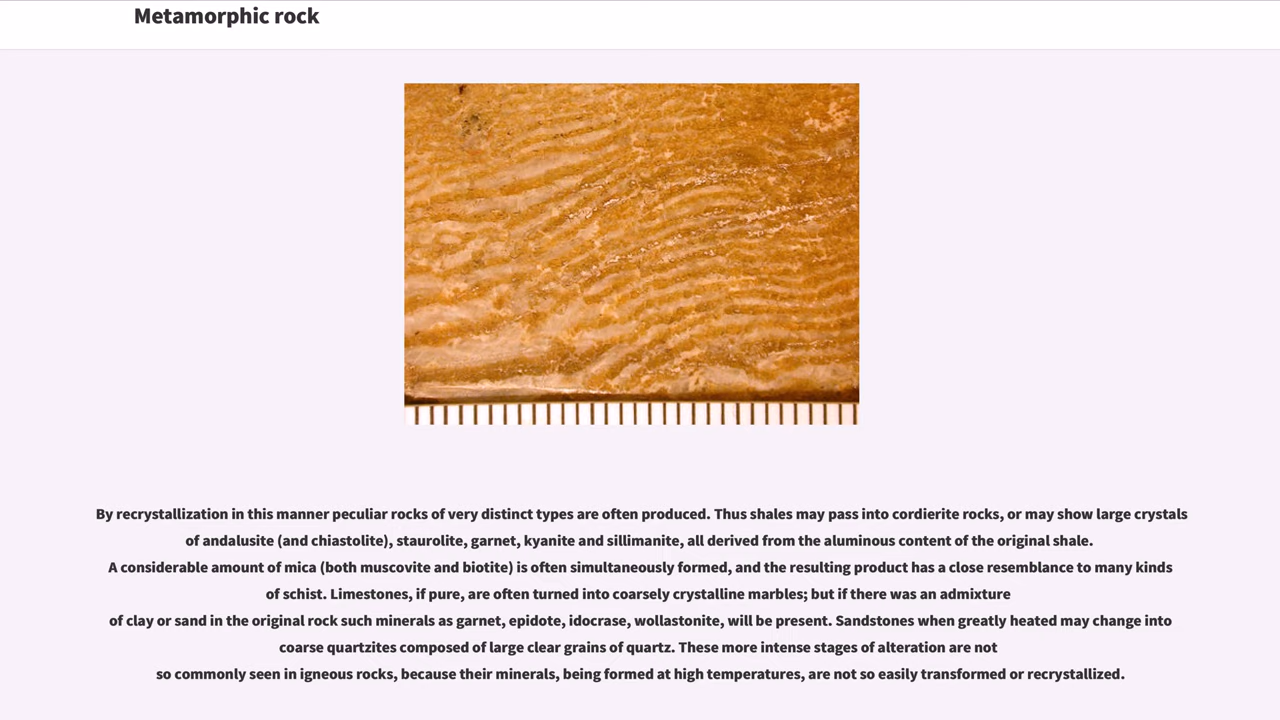 Metamorphic rock
By recrystallization in this manner peculiar rocks of very distinct types are often produced. Thus shales may pass into cordierite rocks, or may show large crystals
of andalusite (and chiastolite), staurolite, garnet, kyanite and sillimanite, all derived from the aluminous content of the original shale.
A considerable amount of mica (both muscovite and biotite) is often simultaneously formed, and the resulting product has a close resemblance to many kinds
of schist. Limestones, if pure, are often turned into coarsely crystalline marbles; but if there was an admixture
of clay or sand in the original rock such minerals as garnet, epidote, idocrase, wollastonite, will be present. Sandstones when greatly heated may change into
coarse quartzites composed of large clear grains of quartz. These more intense stages of alteration are not
so commonly seen in igneous rocks, because their minerals, being formed at high temperatures, are not so easily transformed or recrystallized.